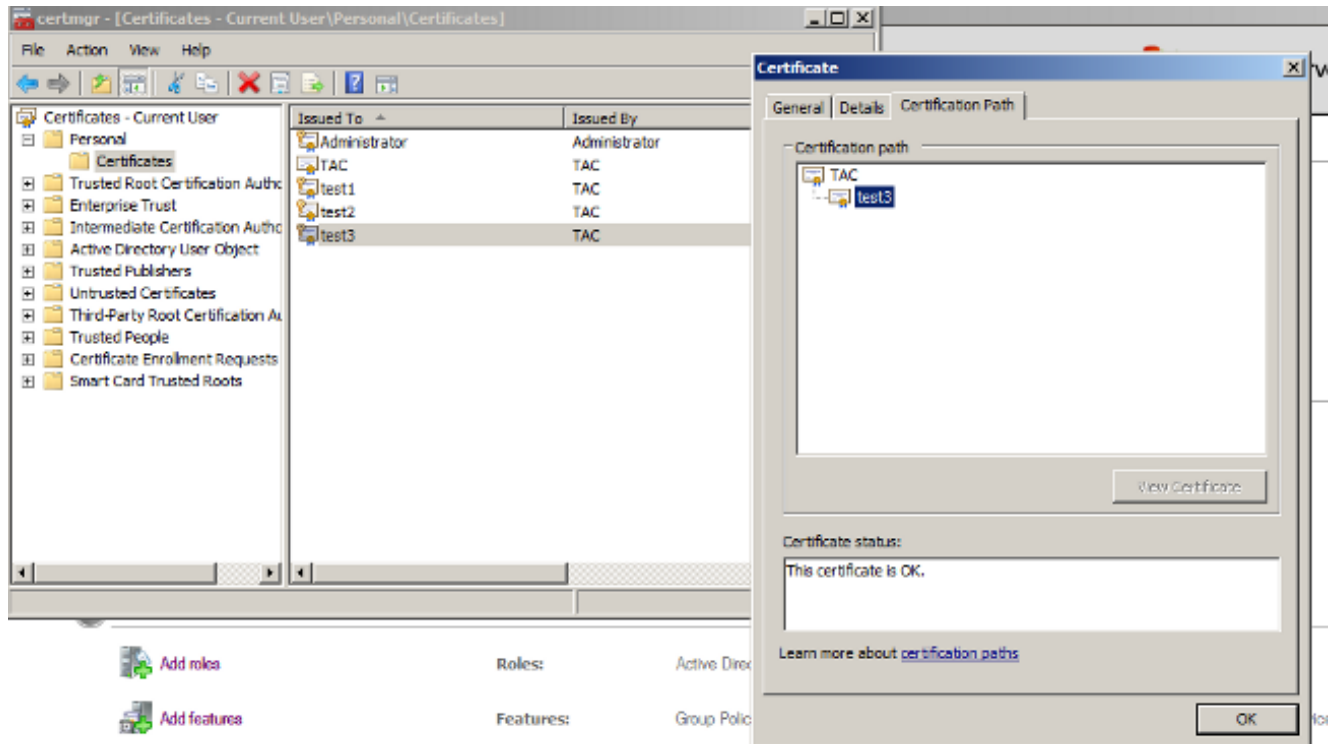 certmgr - [Certificates - Current User\Personal\Certificates]
File Action View Help
Certificates - Current User
Personal
Certificates
Trusted Root Certification Autho
Enterprise Trust
Intermediate Certification Autho
Active Directory User Object
Trusted Publishers
Untrusted Certificates
Third-Party Root Certification Au
Trusted People
Certificate Enrollment Requests
Smart Card Trusted Roots
Issued To Issued By
Administrator Administrator
TAC TAC
test1 TAC
test2 TAC
test3 TAC
Certificate
General Details Certification Path
Certification path
TAC
test3
View Certificate
Certificate status:
This certificate is OK.
Learn more about certification paths
OK
Add roles Roles: Active Direc
Add features Features: Group Polic